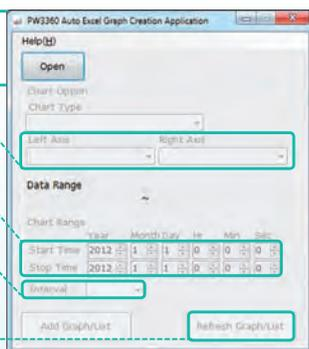 PW3360 Auto Excel Graph Creation Application
Help(H)
Open
Chart Option
Chart Type
Left Axis Right Axis
Data Range
~
Chart Range
Year Month Day Hr Min Sec
Start Time 2012 1 1 0 0 0
Stop Time 2012 1 1 0 0 0
Interval
Add Graph/List Refresh Graph/List